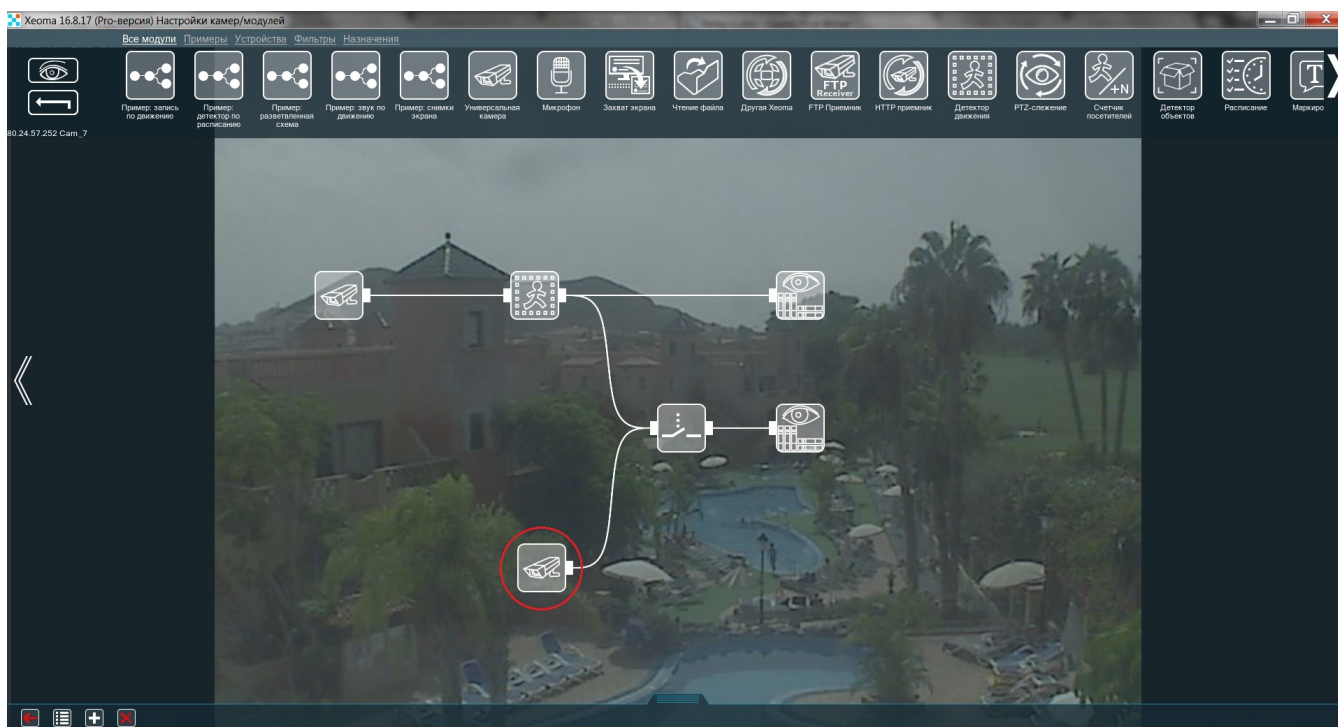 Xeoma 16.8.17 (Pro-версия) Настройки камер/модулей
Все модули Примеры Устройства Фильтры Назначения
Пример: запись
по движению
Пример:
детектор по
расписанию
Пример:
разветвленная
схема
Пример: звук по
движению
Пример: снимки
экрана
Универсальная
камера
Микрофон
Захват экрана
Чтение файла
Другая Xeoma
FTP
Receiver
FTP Приемник
HTTP приемник
Детектор
движения
PTZ-слежение
+N
Счетчик
посетителей
Детектор
объектов
Расписание
T
Маркиро
80.24.57.252 Cam_7